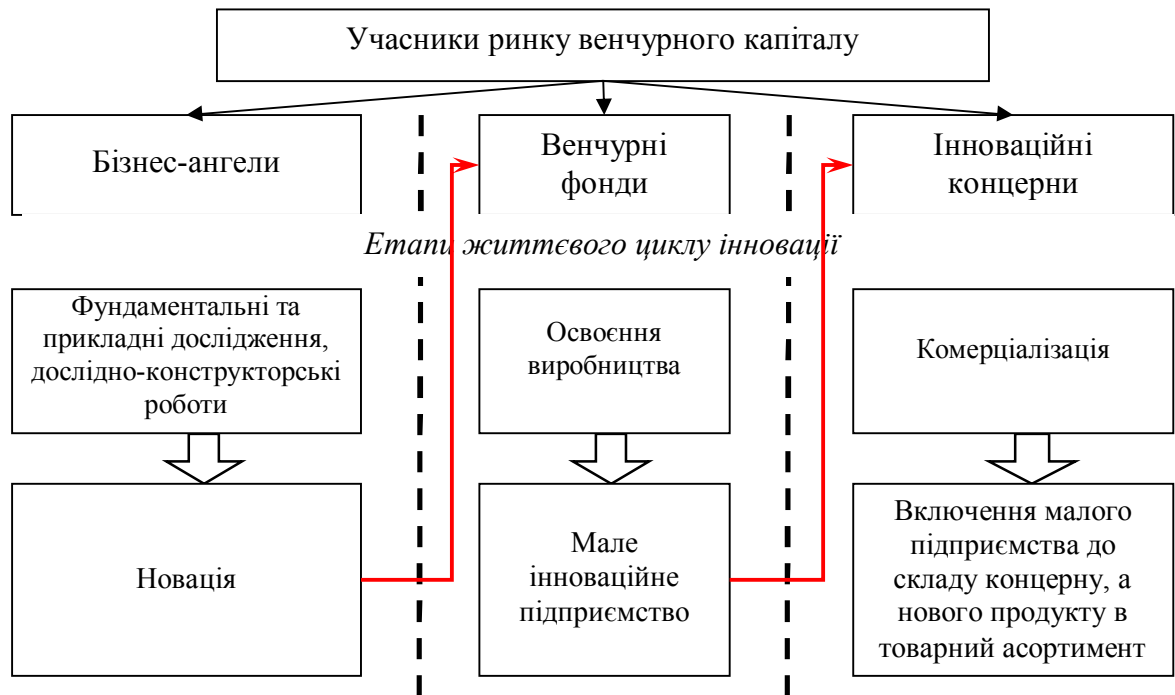 Учасники ринку венчурного капіталу
Бізнес-ангели
Венчурні
фонди
Інноваційні
концерни
Етапи життєвого циклу інновації
Фундаментальні та
прикладні дослідження,
дослідно-конструкторські
роботи
Освоєння
виробництва
Комерціалізація
Новація
Мале
інноваційне
підприємство
Включення малого
підприємства до
складу концерну, а
нового продукту в
товарний асортимент